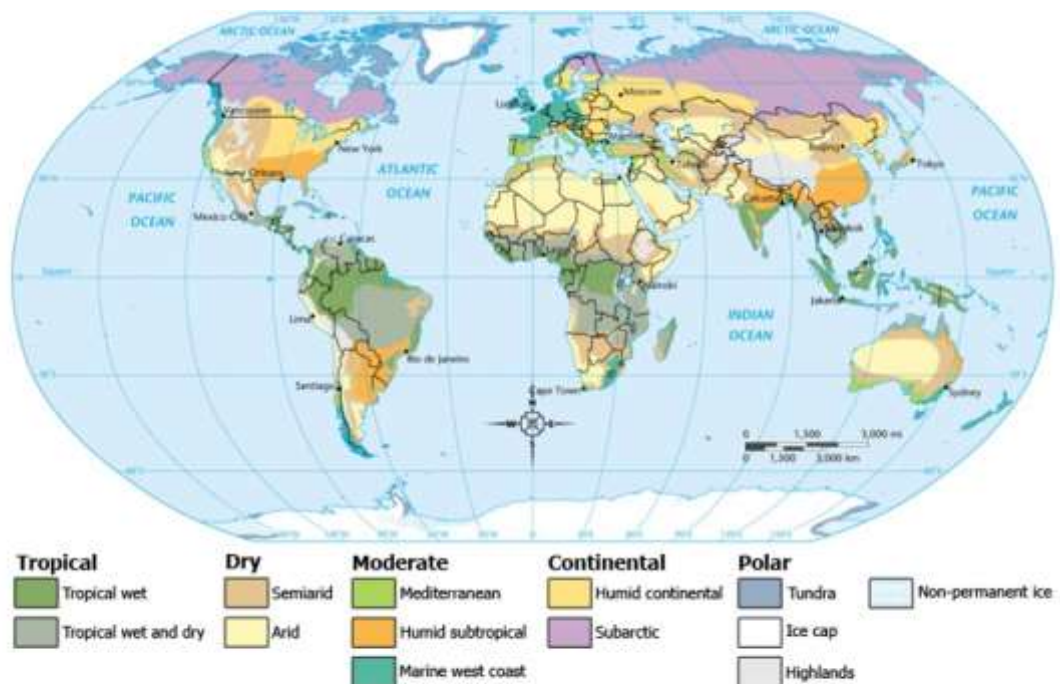 ARCTIC OCEAN
ARCTIC OCEAN
Vancouver
Moscow
New York
Beijing
Tokyo
ATLANTIC
OCEAN
New Orleans
PACIFIC
OCEAN
PACIFIC
OCEAN
Calcutta
Mexico City
Bangkok
Caracas
Equator
Equator
Nairobi
Jakarta
Lima
INDIAN
OCEAN
Rio de Janeiro
Santiago
Cape Town
Sydney
N
W
E
S
0 1,500 3,000 mi
0 1,500 3,000 km
Tropical
Tropical wet
Tropical wet and dry
Dry
Semiarid
Arid
Moderate
Mediterranean
Humid subtropical
Marine west coast
Continental
Humid continental
Subarctic
Polar
Tundra
Ice cap
Highlands
Non-permanent ice